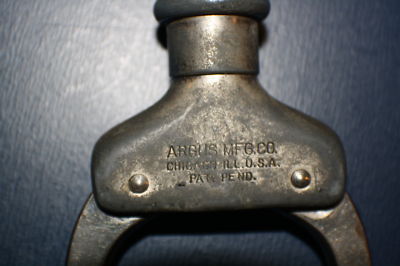 ARGUS MFG. CO.
CHICAGO ILL. U.S.A.
PAT. PEND.